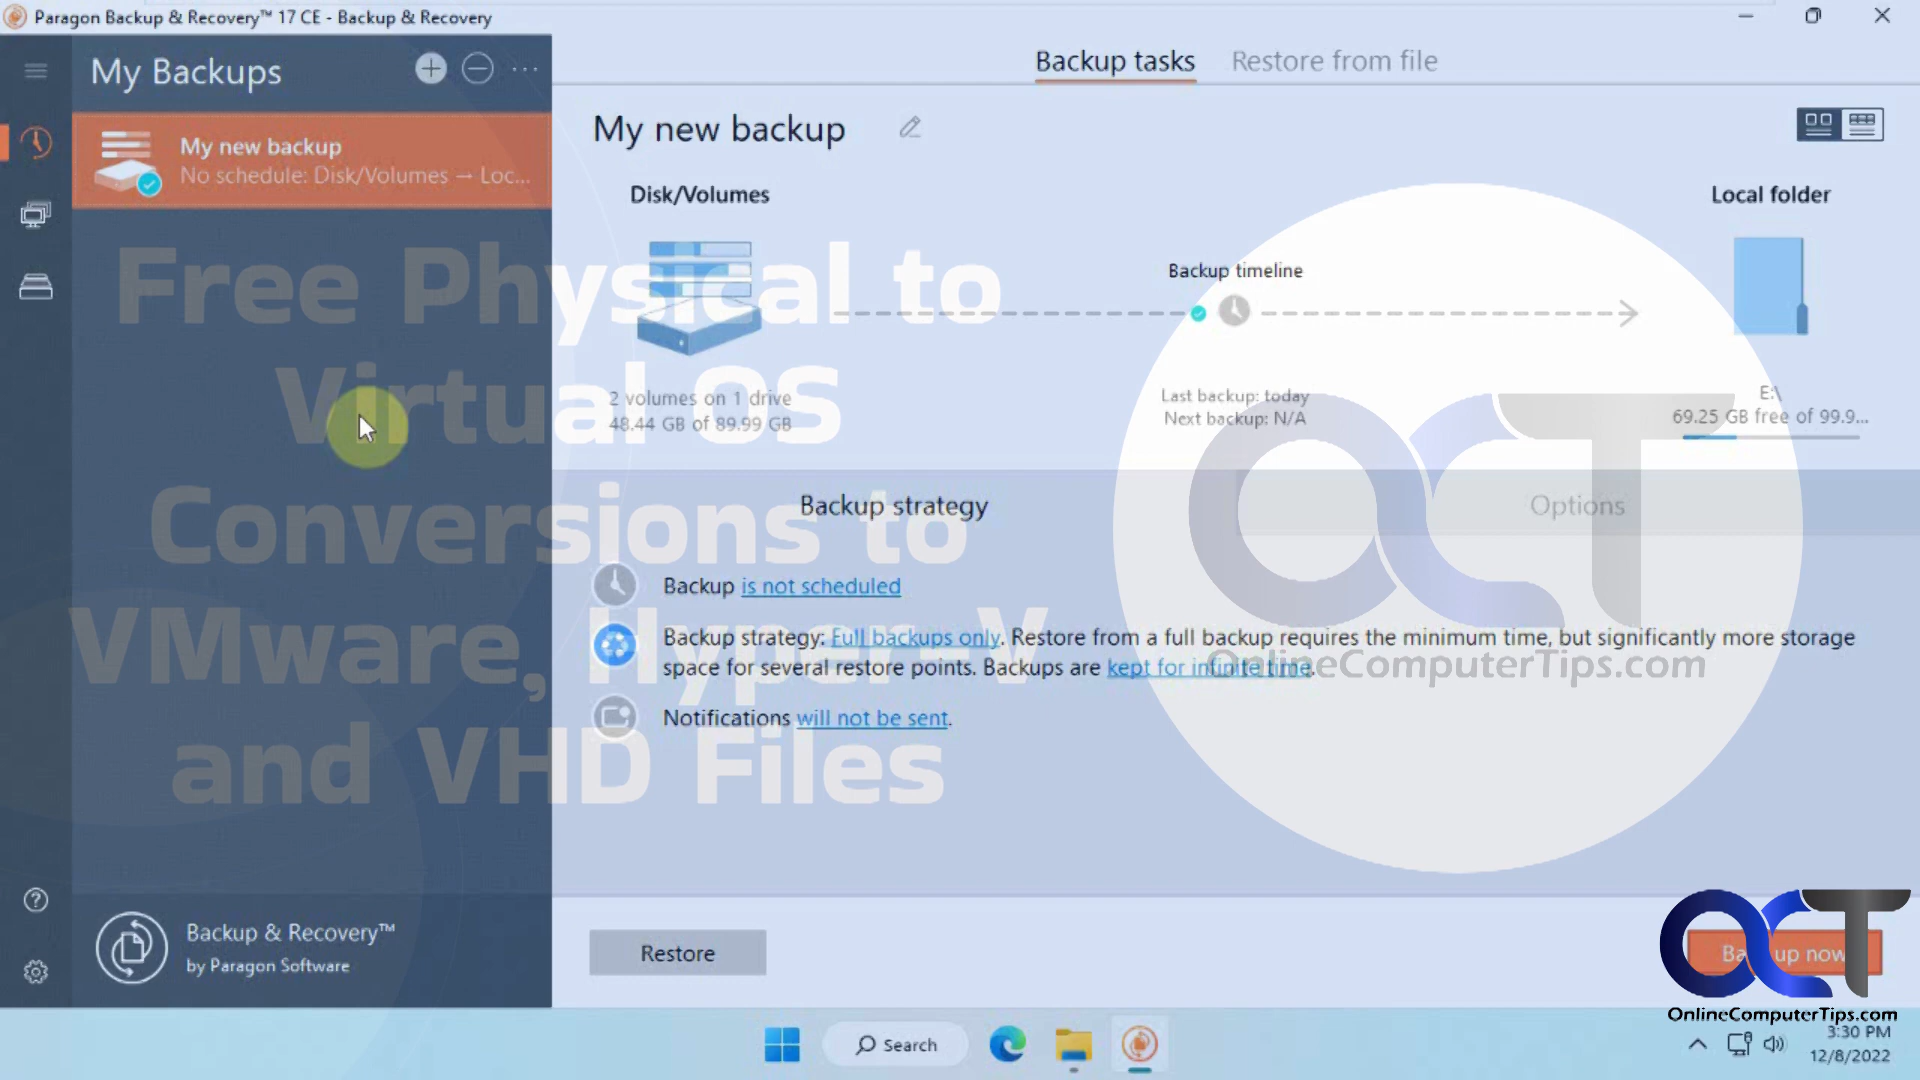 Paragon Backup & Recovery™ 17 CE - Backup & Recovery
My Backups
Backup tasks
Restore from file
My new backup
No schedule: Disk/Volumes → Loc...
My new backup
Disk/Volumes
Local folder
Backup timeline
2 volumes on 1 drive
48.44 GB of 89.99 GB
Last backup: today
Next backup: N/A
E:\
69.25 GB free of 99.9...
Free Physical to
Virtual OS
Conversions to
VMware, Hyper-V
and VHD Files
OCT
OnlineComputerTips.com
Backup strategy
Options
Backup is not scheduled
Backup strategy: Full backups only. Restore from a full backup requires the minimum time, but significantly more storage
space for several restore points. Backups are kept for infinite time.
Notifications will not be sent.
Backup & Recovery™
by Paragon Software
Restore
Backup now
OCT
OnlineComputerTips.com
Search
3:30 PM
12/8/2022